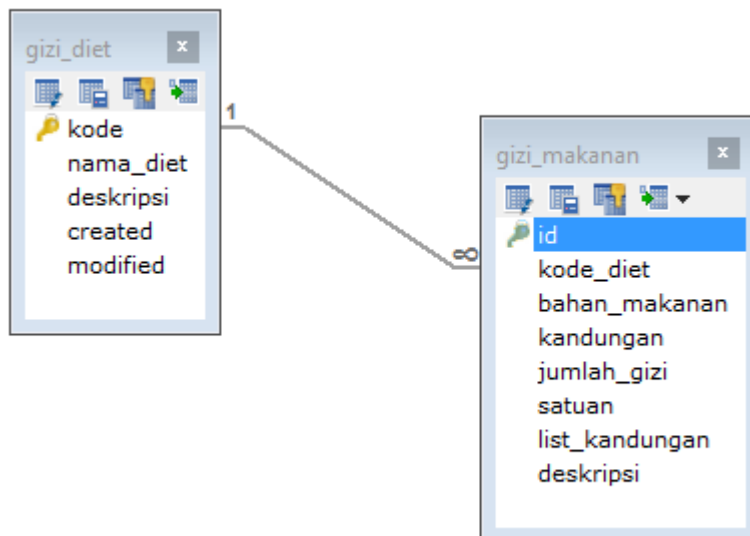 gizi_diet
x
kode
nama_diet
deskripsi
created
modified
1
∞
gizi_makanan
x
id
kode_diet
bahan_makanan
kandungan
jumlah_gizi
satuan
list_kandungan
deskripsi